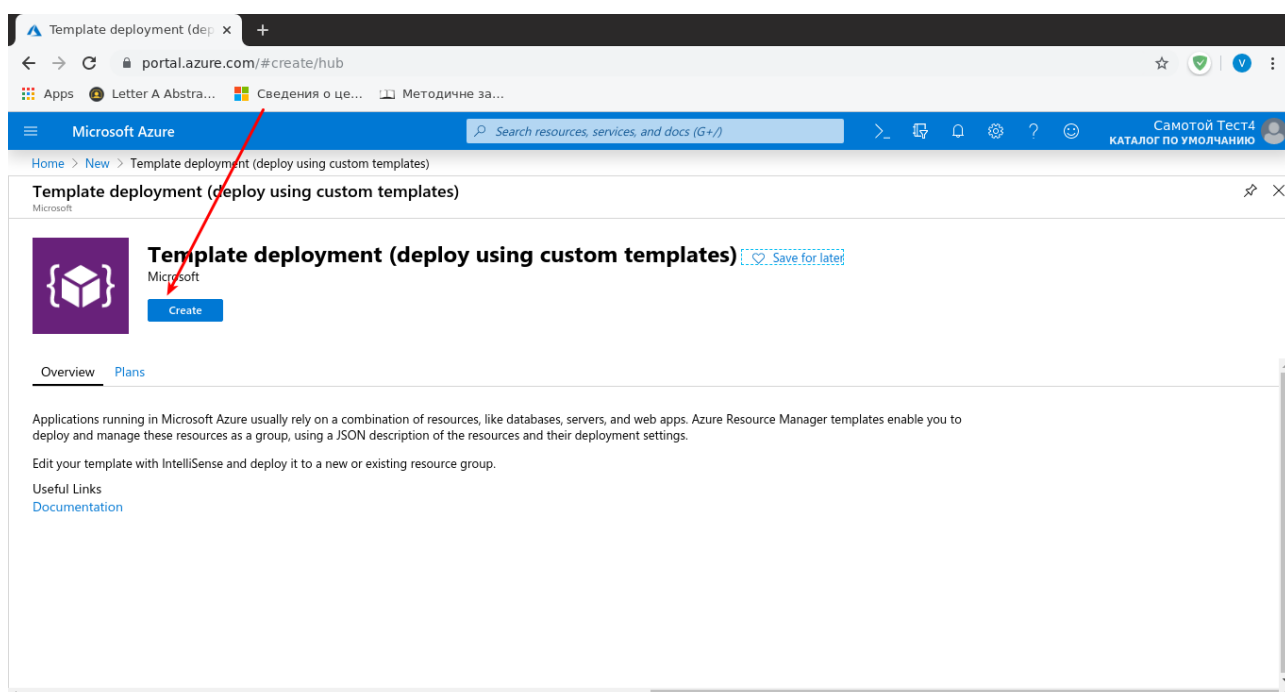 Template deployment (dep
portal.azure.com/#create/hub
V
Apps
Letter A Abstra...
Сведения о це...
Методичне за...
Microsoft Azure
Search resources, services, and docs (G+/)
Самотой Тест4
КАТАЛОГ ПО УМОЛЧАНИЮ
Home > New > Template deployment (deploy using custom templates)
Template deployment (deploy using custom templates)
Microsoft
Template deployment (deploy using custom templates)
Save for later
Microsoft
Create
Overview
Plans
Applications running in Microsoft Azure usually rely on a combination of resources, like databases, servers, and web apps. Azure Resource Manager templates enable you to
deploy and manage these resources as a group, using a JSON description of the resources and their deployment settings.
Edit your template with IntelliSense and deploy it to a new or existing resource group.
Useful Links
Documentation